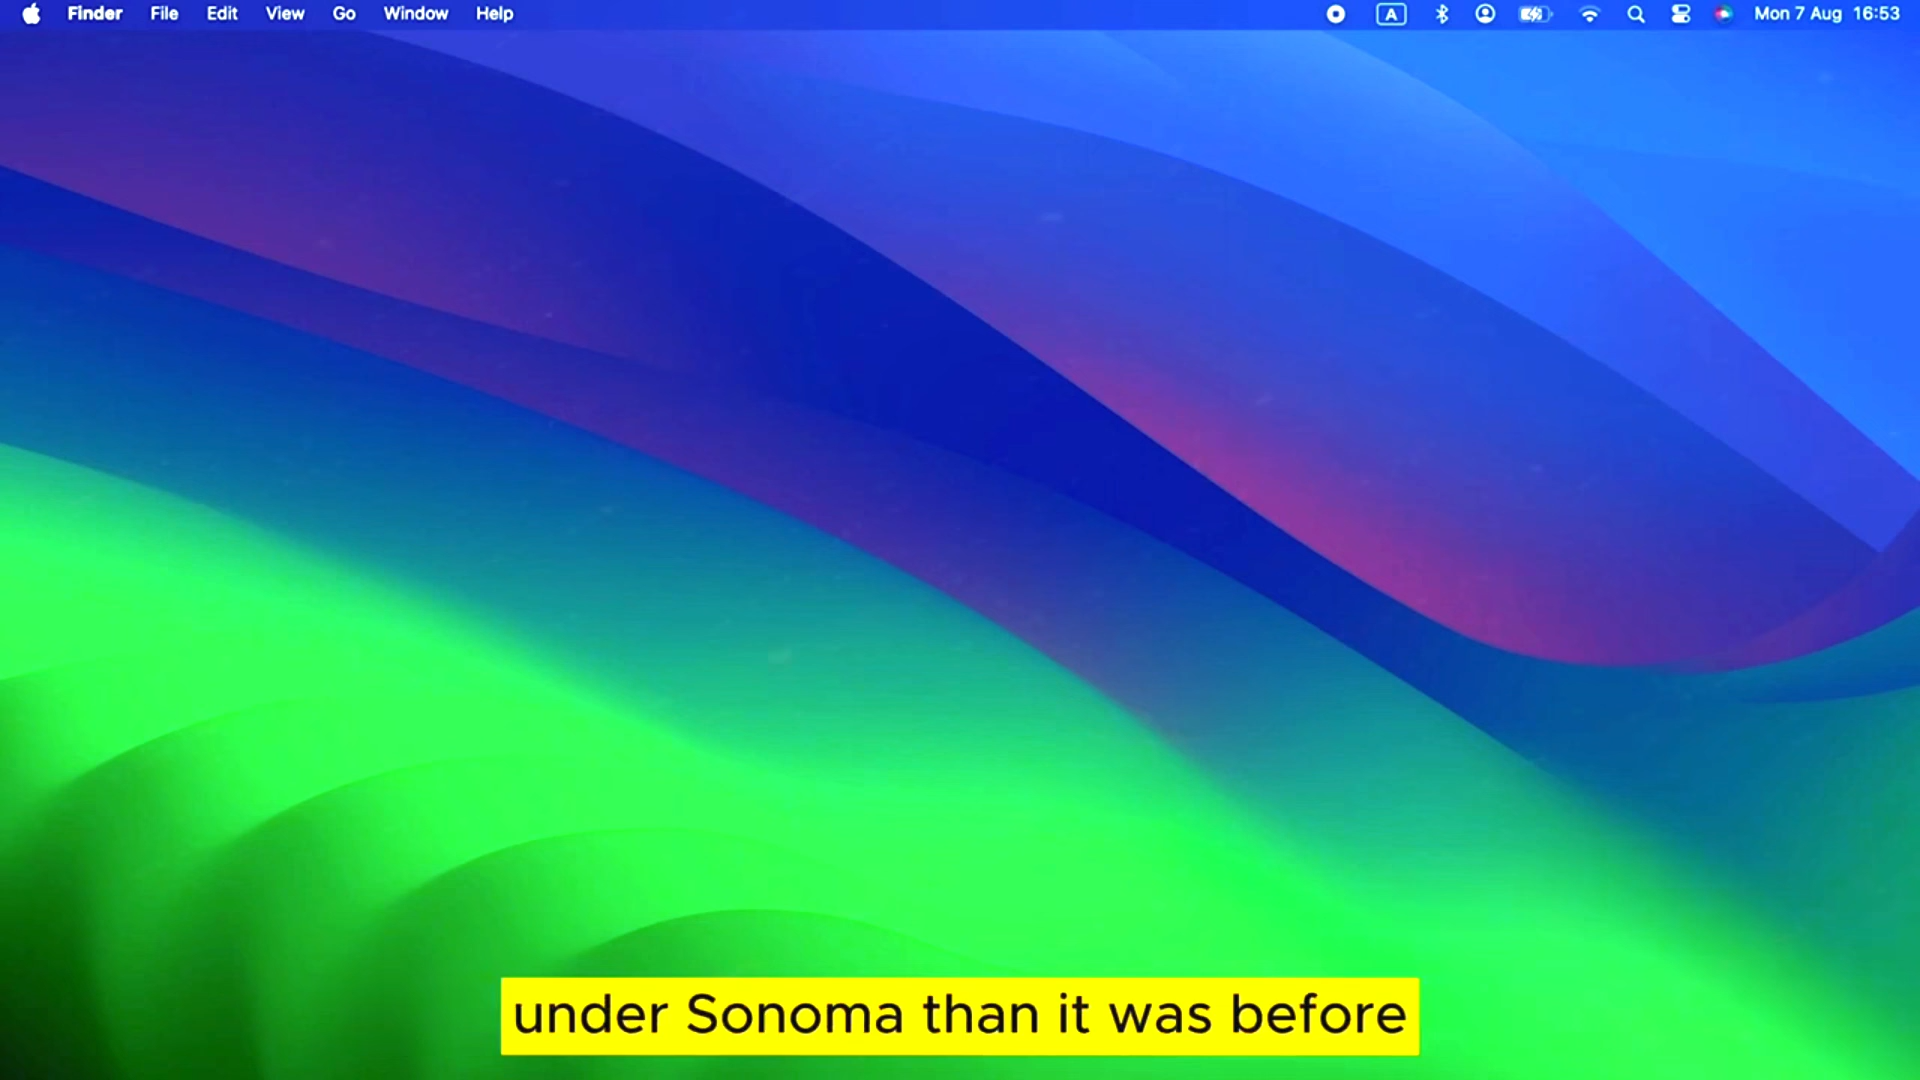 Finder File Edit View Go Window Help A Mon 7 Aug 16:53
under Sonoma than it was before